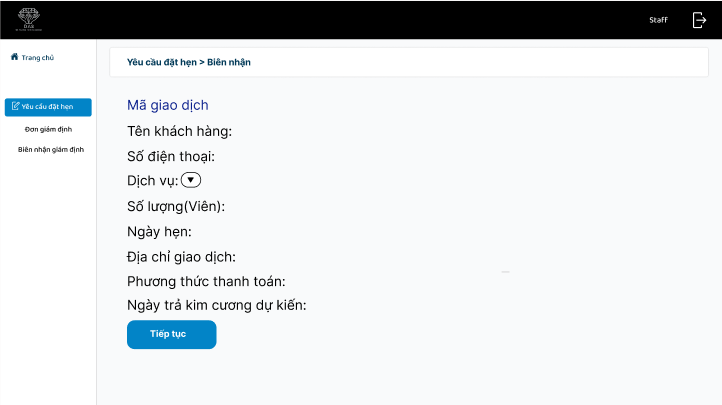 Staff
Trang chủ
Yêu cầu đặt hẹn > Biên nhận
Yêu cầu đặt hẹn
Đơn giám định
Biên nhận giám định
Mã giao dịch
Tên khách hàng:
Số điện thoại:
Dịch vụ:
Số lượng(Viên):
Ngày hẹn:
Địa chỉ giao dịch:
Phương thức thanh toán:
Ngày trả kim cương dự kiến:
Tiếp tục